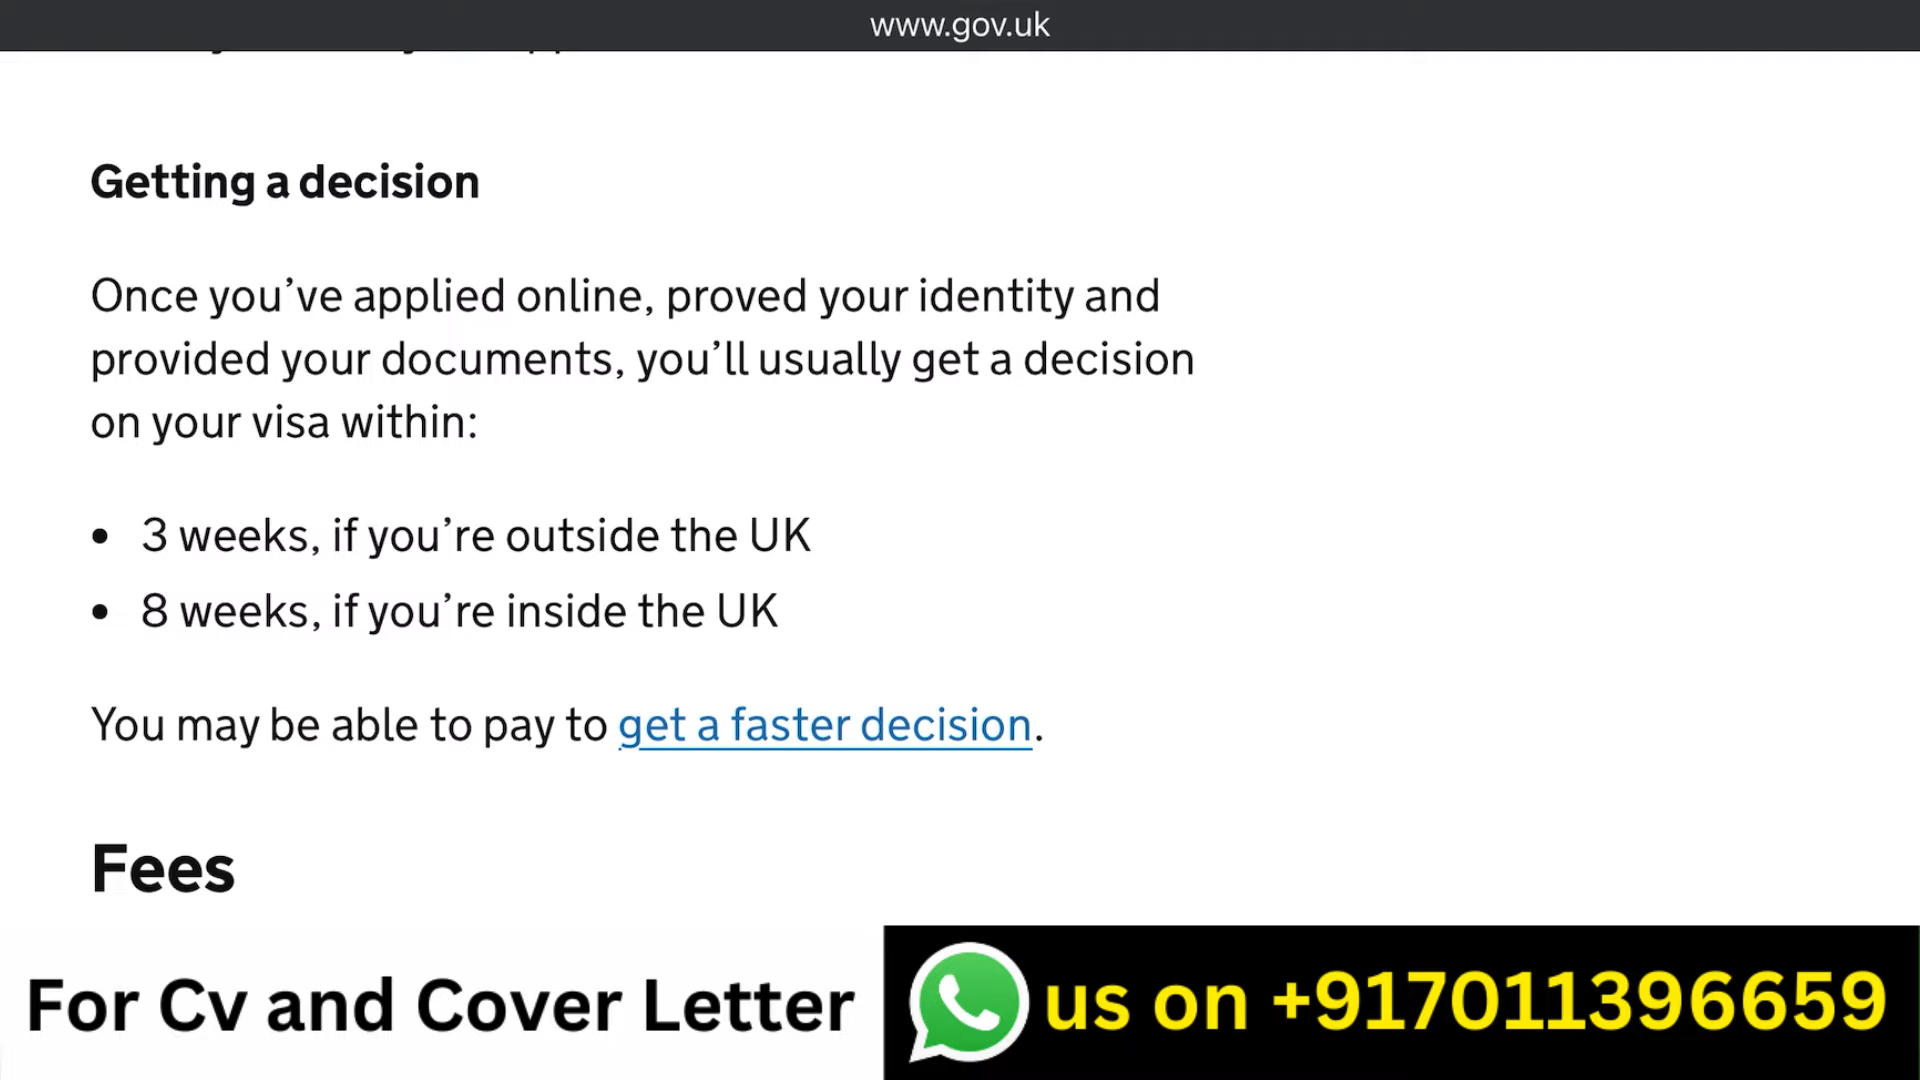 www.gov.uk
Getting a decision
Once you’ve applied online, proved your identity and
provided your documents, you’ll usually get a decision
on your visa within:
• 3 weeks, if you’re outside the UK
• 8 weeks, if you’re inside the UK
You may be able to pay to get a faster decision.
Fees
For Cv and Cover Letter us on +917011396659